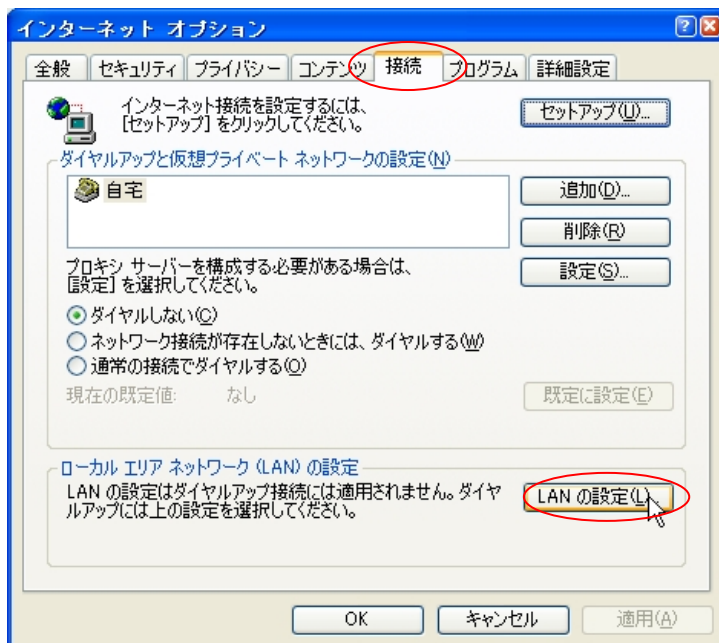 インターネット オプション
全般 セキュリティ プライバシー コンテンツ 接続 プログラム 詳細設定
インターネット接続を設定するには、
[セットアップ] をクリックしてください。
セットアップ(U)...
ダイヤルアップと仮想プライベート ネットワークの設定(N)
自宅
追加(D)...
削除(R)
プロキシ サーバーを構成する必要がある場合は、
[設定] を選択してください。
設定(S)...
ダイヤルしない(C)
ネットワーク接続が存在しないときには、ダイヤルする(W)
通常の接続でダイヤルする(O)
現在の既定値: なし
既定に設定(E)
ローカル エリア ネットワーク (LAN) の設定
LAN の設定はダイヤルアップ接続には適用されません。ダイヤ
ルアップには上の設定を選択してください。
LAN の設定(L)...
OK キャンセル 適用(A)